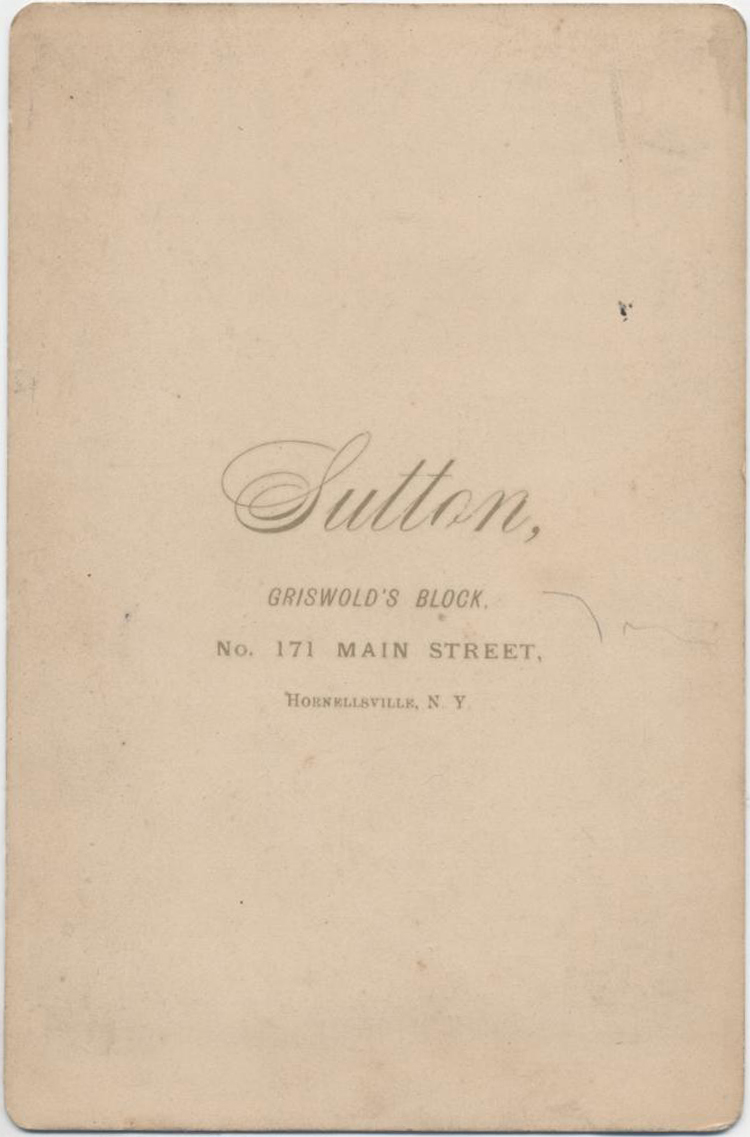 Sutton,
GRISWOLD'S BLOCK,
No. 171 MAIN STREET,
HORNELLSVILLE, N. Y.